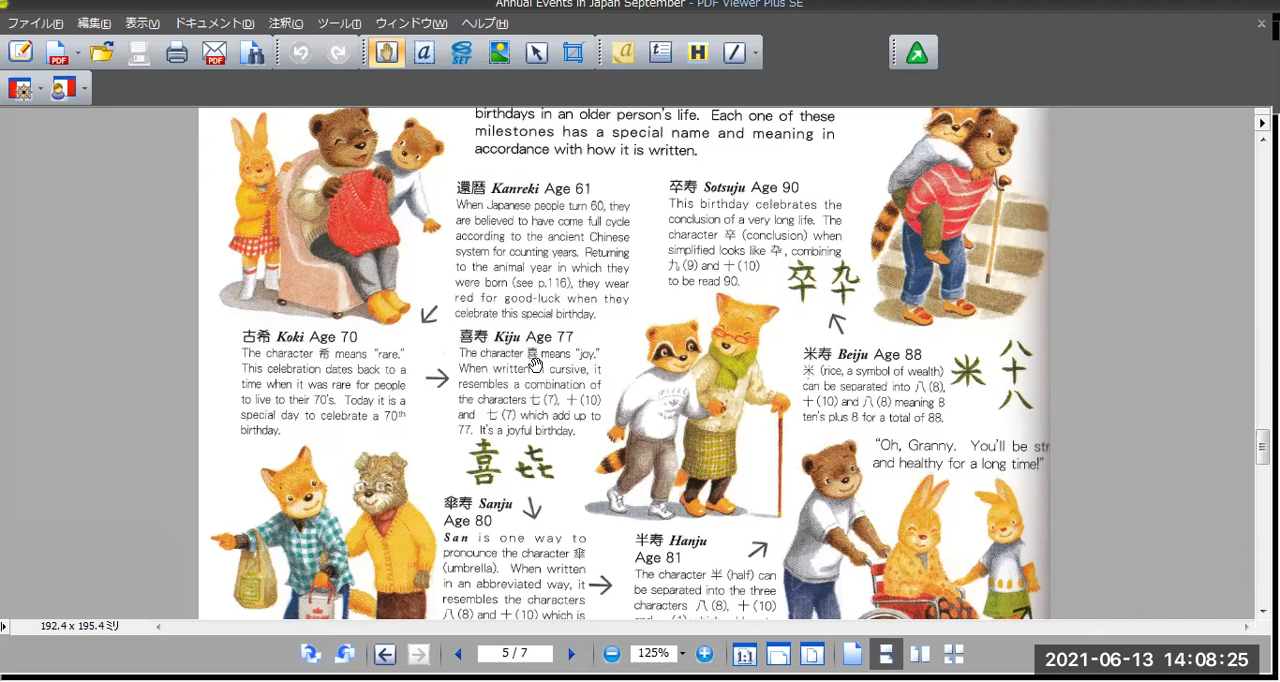 Annual Events in Japan September - PDF Viewer Plus SE
ファイル(F) 編集(E) 表示(V) ドキュメント(D) 注釈(C) ツール(T) ウィンドウ(W) ヘルプ(H)
birthdays in an older person's life. Each one of these
milestones has a special name and meaning in
accordance with how it is written.
還暦 Kanreki Age 61
When Japanese people turn 60, they
are believed to have come full cycle
according to the ancient Chinese
system for counting years. Returning
to the animal year in which they
were born (see p.116), they wear
red for good-luck when they
celebrate this special birthday.
卒寿 Sotsuju Age 90
This birthday celebrates the
conclusion of a very long life. The
character 卒 (conclusion) when
simplified looks like 卆, combining
九 (9) and 十 (10)
to be read 90.
卒 卆
古希 Koki Age 70
The character 希 means "rare."
This celebration dates back to a
time when it was rare for people
to live to their 70's. Today it is a
special day to celebrate a 70th
birthday.
喜寿 Kiju Age 77
The character 喜 means "joy."
When written cursive, it
resembles a combination of
the characters 七 (7), 十 (10)
and 七 (7) which add up to
77. It's a joyful birthday.
喜 㐂
米寿 Beiju Age 88
米 (rice, a symbol of wealth)
can be separated into 八 (8),
十 (10) and 八 (8) meaning 8
ten's plus 8 for a total of 88.
米 八十八
"Oh, Granny. You'll be
and healthy for a long time!"
傘寿 Sanju
Age 80
San is one way to
pronounce the character 傘
(umbrella). When written
in an abbreviated way, it
resembles the characters
八 (8) and 十 (10) which is
半寿 Hanju
Age 81
The character 半 (half) can
be separated into the three
characters 八 (8), 十 (10)
192.4 x 195.4 ミリ
5 / 7
125%
2021-06-13 14:08:25